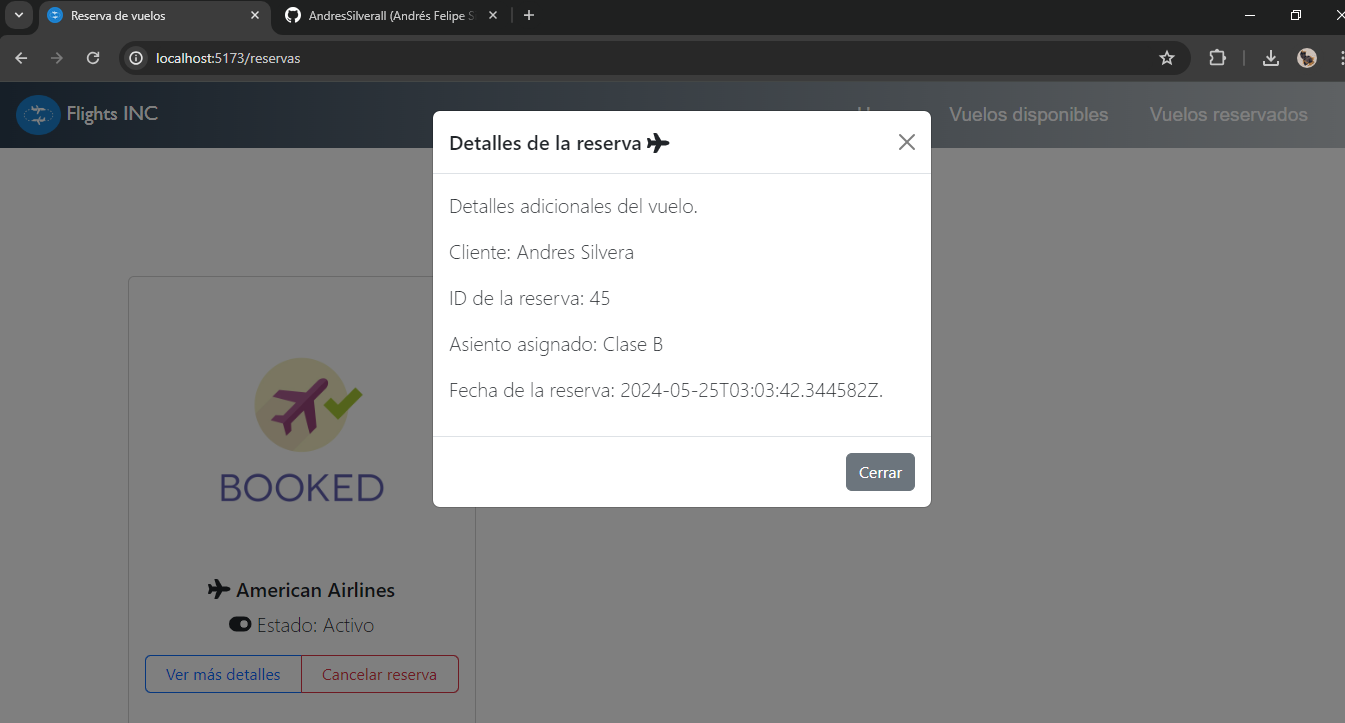 Reserva de vuelos
AndresSilverall (Andrés Felipe S
localhost:5173/reservas
Flights INC
Vuelos disponibles
Vuelos reservados
Detalles de la reserva
Detalles adicionales del vuelo.
Cliente: Andres Silvera
ID de la reserva: 45
Asiento asignado: Clase B
Fecha de la reserva: 2024-05-25T03:03:42.344582Z.
Cerrar
BOOKED
American Airlines
Estado: Activo
Ver más detalles
Cancelar reserva